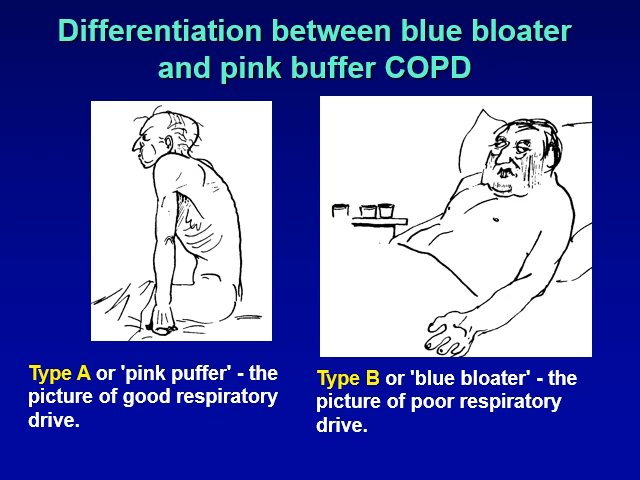 Differentiation between blue bloater
and pink buffer COPD
Type A or 'pink puffer' - the
picture of good respiratory
drive.
Type B or 'blue bloater' - the
picture of poor respiratory
drive.